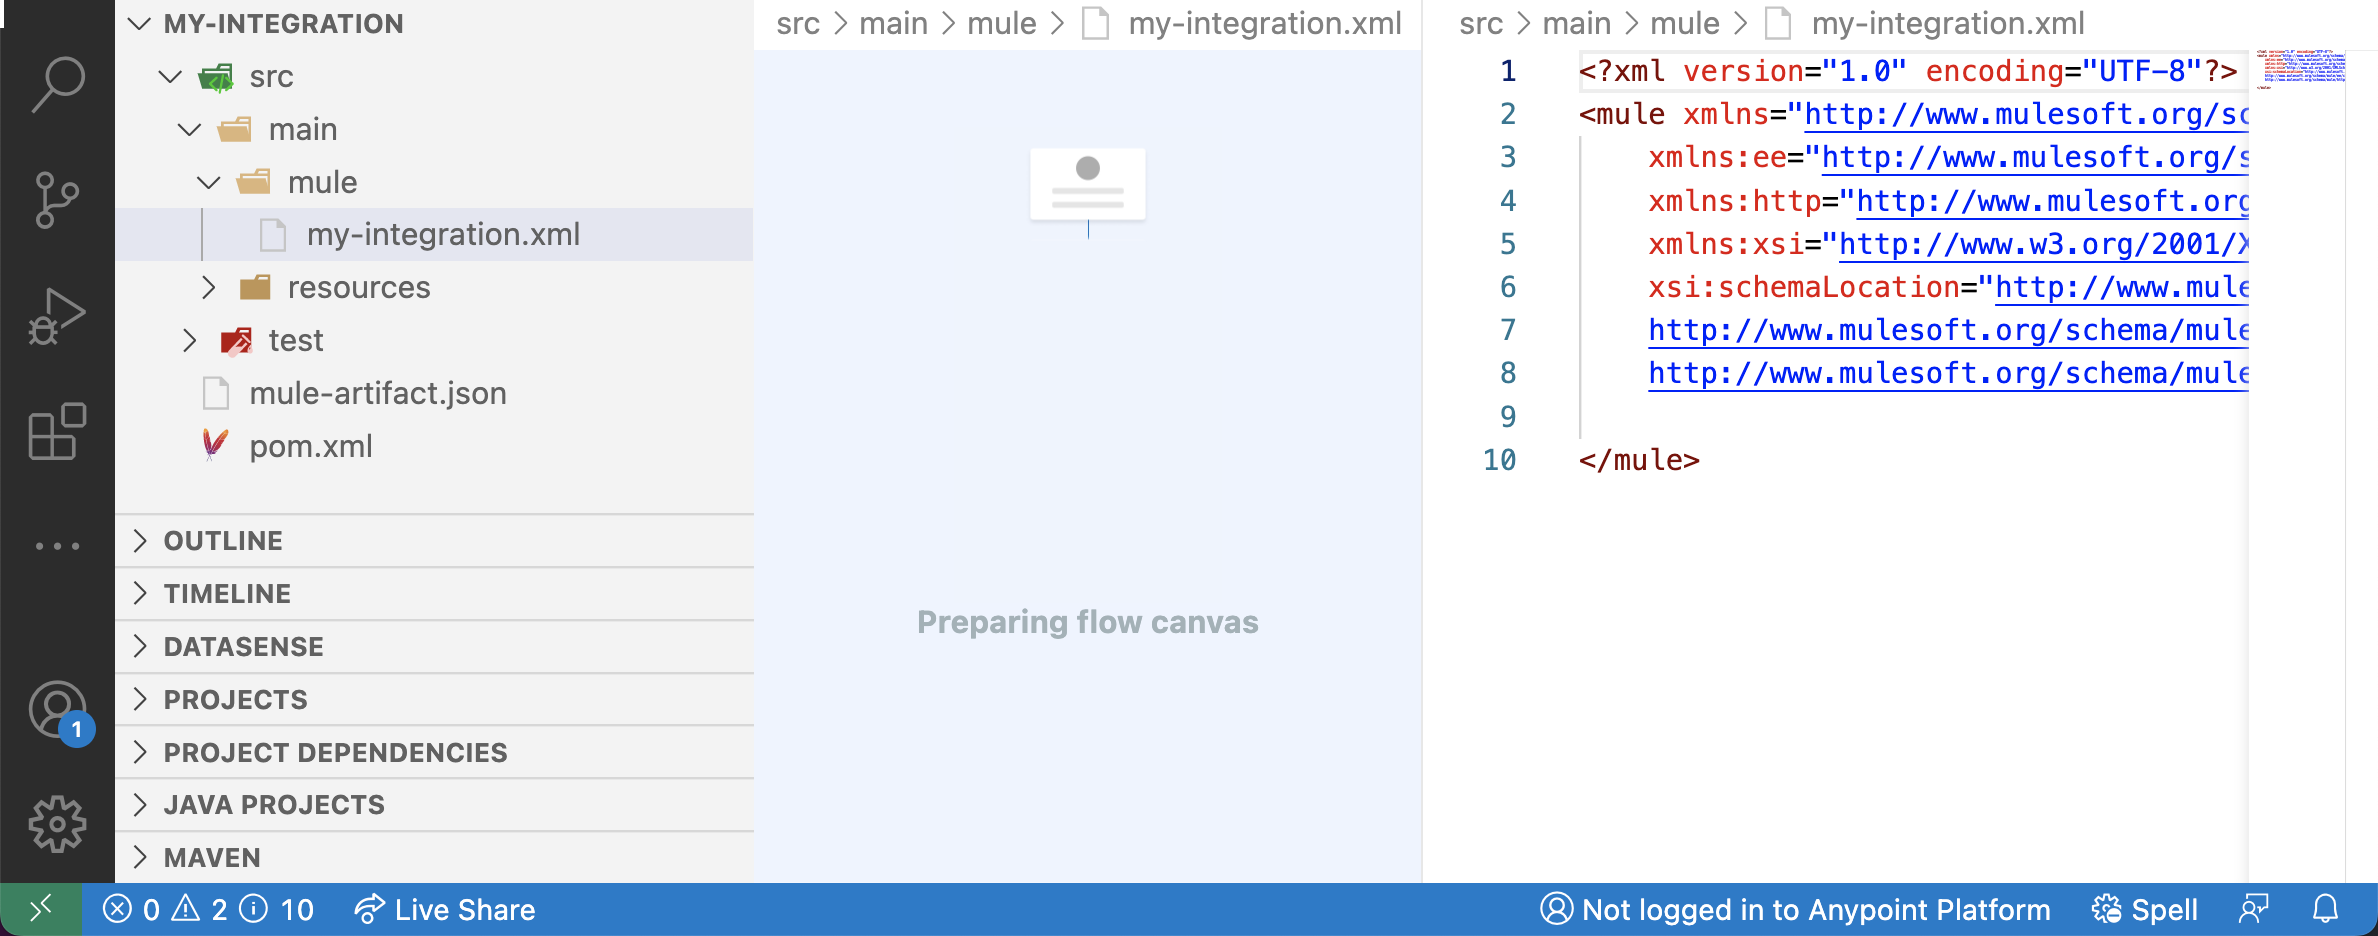 MY-INTEGRATION
src
main
mule
my-integration.xml
resources
test
mule-artifact.json
pom.xml
OUTLINE
TIMELINE
DATASENSE
PROJECTS
PROJECT DEPENDENCIES
JAVA PROJECTS
MAVEN
src > main > mule > my-integration.xml
Preparing flow canvas
src > main > mule > my-integration.xml
1 <?xml version="1.0" encoding="UTF-8"?>
2 <mule xmlns="http://www.mulesoft.org/sc
3 xmlns:ee="http://www.mulesoft.org/s
4 xmlns:http="http://www.mulesoft.org
5 xmlns:xsi="http://www.w3.org/2001/X
6 xsi:schemaLocation="http://www.mule
7 http://www.mulesoft.org/schema/mule
8 http://www.mulesoft.org/schema/mule
9
10 </mule>
1
0 2 10 Live Share
Not logged in to Anypoint Platform Spell